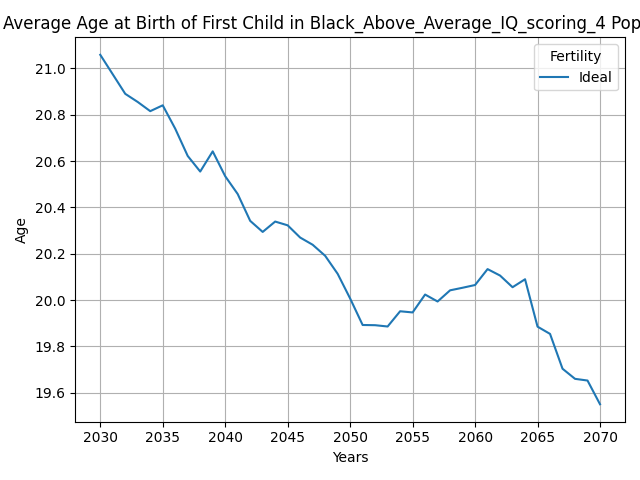 Average Age at Birth of First Child in Black_Above_Average_IQ_scoring_4 Pop
Fertility
Ideal
21.0
20.8
20.6
20.4
20.2
20.0
19.8
19.6
Age
2030 2035 2040 2045 2050 2055 2060 2065 2070
Years